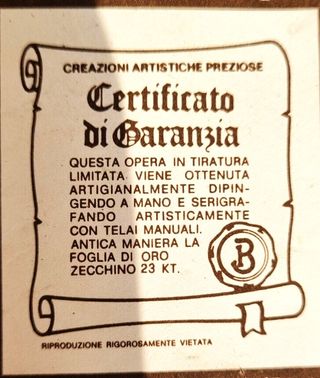 CREAZIONI ARTISTICHE PREZIOSE
Certificato
di Garanzia
QUESTA OPERA IN TIRATURA
LIMITATA VIENE OTTENUTA
ARTIGIANALMENTE DIPIN-
GENDO A MANO E SERIGRA-
FANDO ARTISTICAMENTE
CON TELAI MANUALI.
ANTICA MANIERA LA
FOGLIA DI ORO
ZECCHINO 23 KT.
B
RIPRODUZIONE RIGOROSAMENTE VIETATA